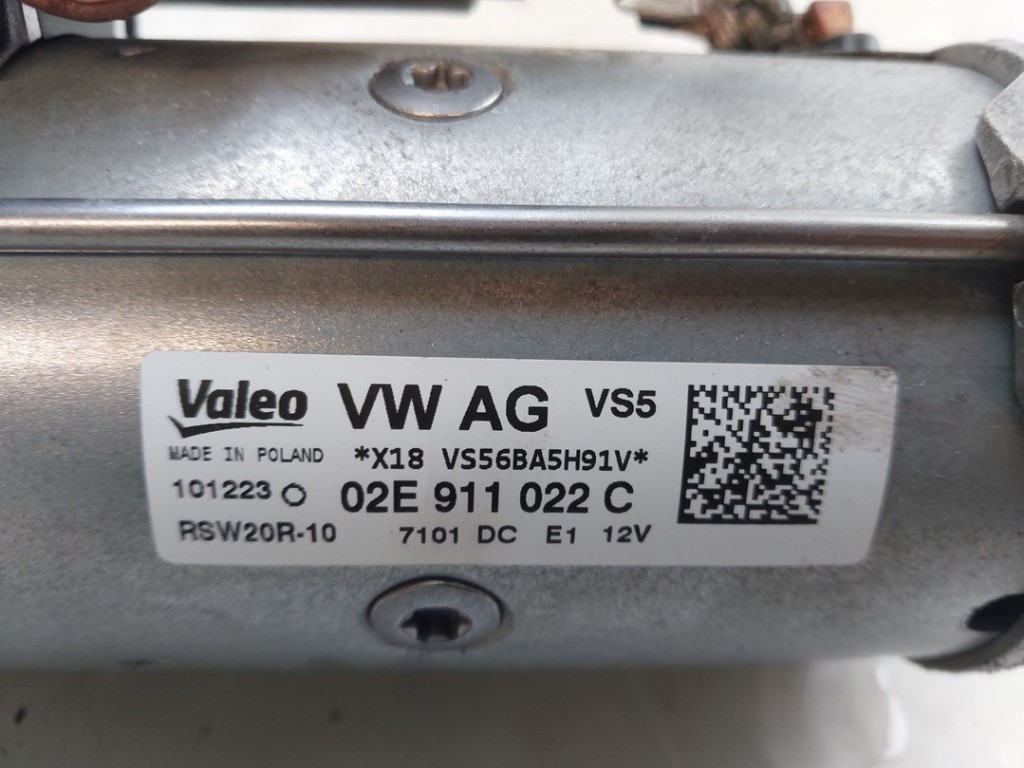 Valeo VW AG VS5
MADE IN POLAND *X18 VS56BA5H91V*
101223 02E 911 022 C
RSW20R-10 7101 DC E1 12V